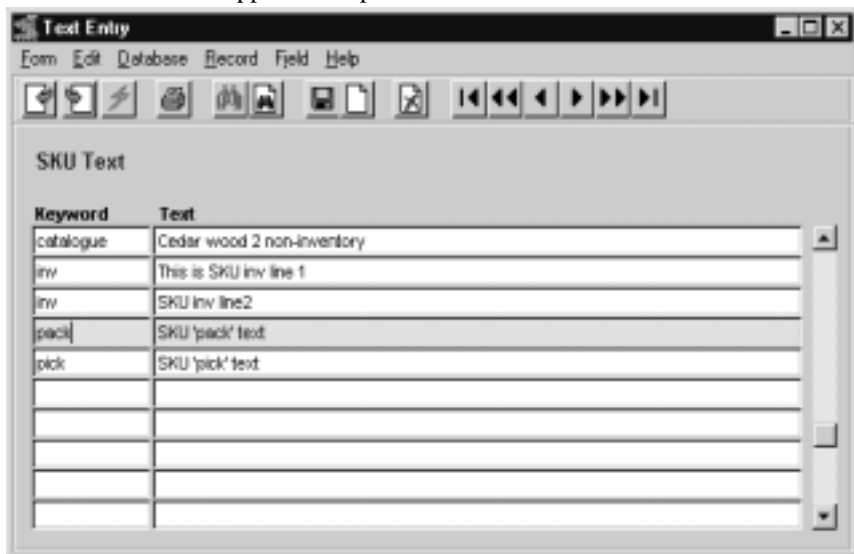 Text Entry
Form Edit Database Record Field Help
SKU Text
Keyword Text
catalogue Cedar wood 2 non-inventory
inv This is SKU inv line 1
inv SKU inv line2
pack SKU 'pack' text
pick SKU 'pick' text